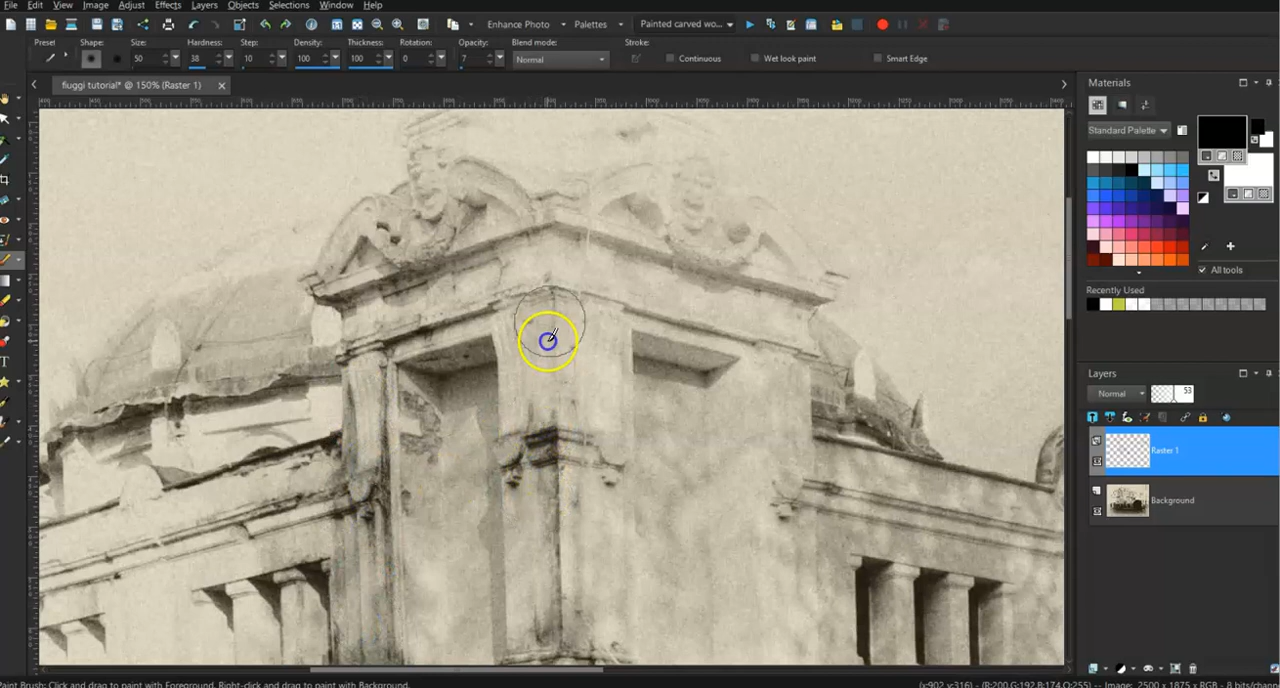 File Edit View Image Adjust Effects Layers Objects Selections Window Help
Enhance Photo Palettes Painted carved wo...
Preset Shape: Size: Hardness: Step: Density: Thickness: Rotation: Opacity: Blend mode: Stroke:
50 38 10 100 100 0 7 Normal Continuous Wet look paint Smart Edge
fiuggi tutorial* @ 150% (Raster 1)
Materials
Standard Palette
All tools
Recently Used
Layers
Normal 53
Raster 1
Background
Paint Brush: Click and drag to paint with Foreground. Right-click and drag to paint with Background.
(x:902 y:316) - (R:200,G:192,B:174,O:255) -- Image: 2500 x 1875 x RGB - 8 bits/chann